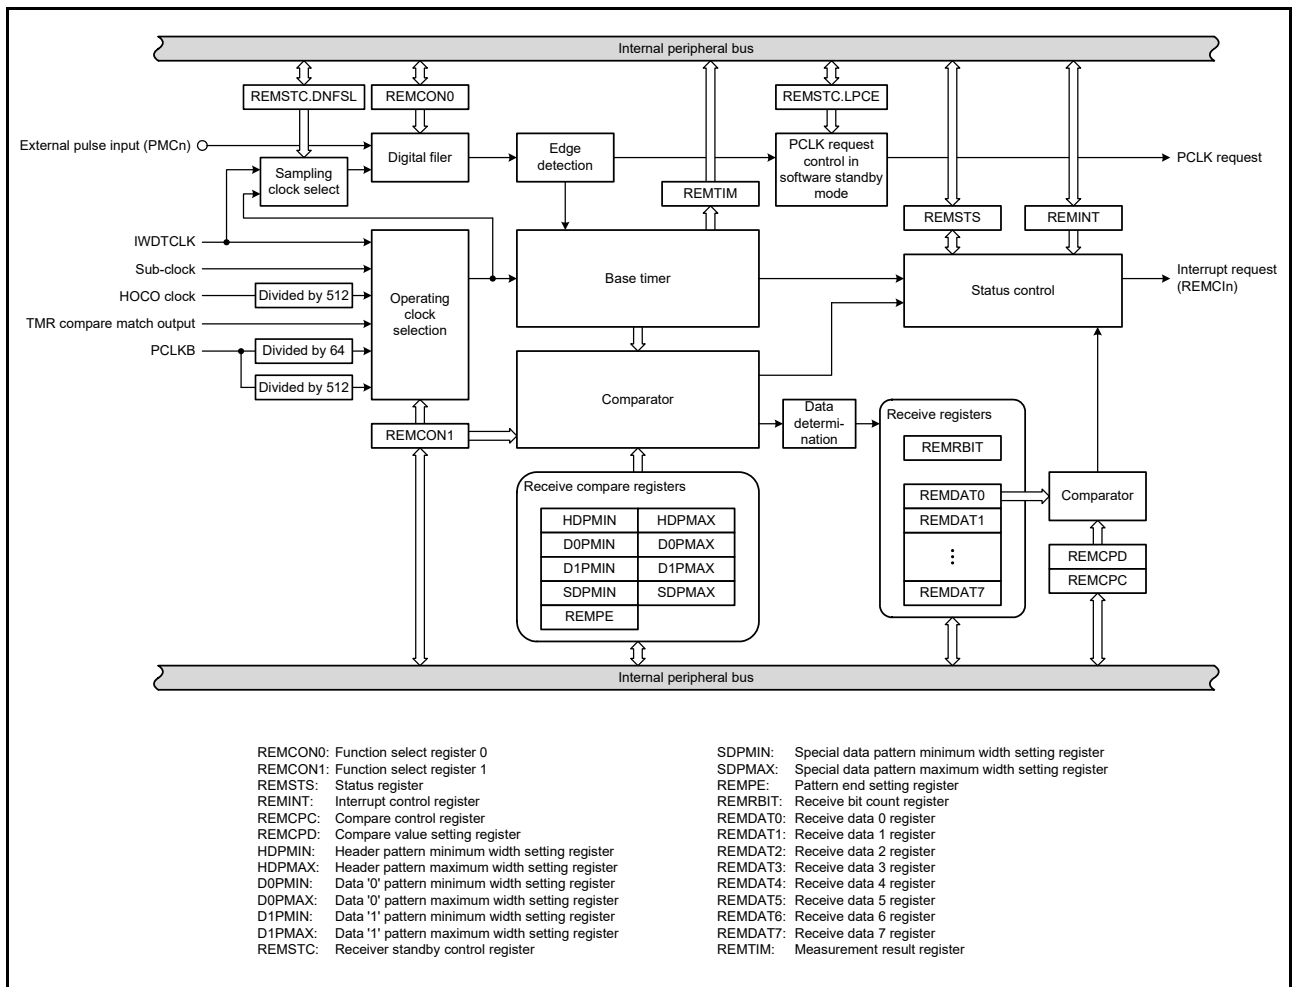 Internal peripheral bus
REMSTC.DNFSL
REMCON0
REMSTC.LPCE
External pulse input (PMCn)
Sampling
clock select
Digital filer
Edge
detection
REMTIM
PCLK request
control in
software standby
mode
PCLK request
REMSTS
REMINT
IWDTCLK
Sub-clock
HOCO clock
Divided by 512
TMR compare match output
PCLKB
Divided by 64
Divided by 512
Operating
clock
selection
Base timer
Status control
Interrupt request
(REMCIn)
REMCON1
Comparator
Data
determi-
nation
Receive registers
REMRBIT
REMDAT0
REMDAT1
⋮
REMDAT7
Comparator
REMCPD
REMCPC
Receive compare registers
HDPMIN HDPMAX
D0PMIN D0PMAX
D1PMIN D1PMAX
SDPMIN SDPMAX
REMPE
Internal peripheral bus
REMCON0: Function select register 0
REMCON1: Function select register 1
REMSTS: Status register
REMINT: Interrupt control register
REMCPC: Compare control register
REMCPD: Compare value setting register
HDPMIN: Header pattern minimum width setting register
HDPMAX: Header pattern maximum width setting register
D0PMIN: Data '0' pattern minimum width setting register
D0PMAX: Data '0' pattern maximum width setting register
D1PMIN: Data '1' pattern minimum width setting register
D1PMAX: Data '1' pattern maximum width setting register
REMSTC: Receiver standby control register
SDPMIN: Special data pattern minimum width setting register
SDPMAX: Special data pattern maximum width setting register
REMPE: Pattern end setting register
REMRBIT: Receive bit count register
REMDAT0: Receive data 0 register
REMDAT1: Receive data 1 register
REMDAT2: Receive data 2 register
REMDAT3: Receive data 3 register
REMDAT4: Receive data 4 register
REMDAT5: Receive data 5 register
REMDAT6: Receive data 6 register
REMDAT7: Receive data 7 register
REMTIM: Measurement result register